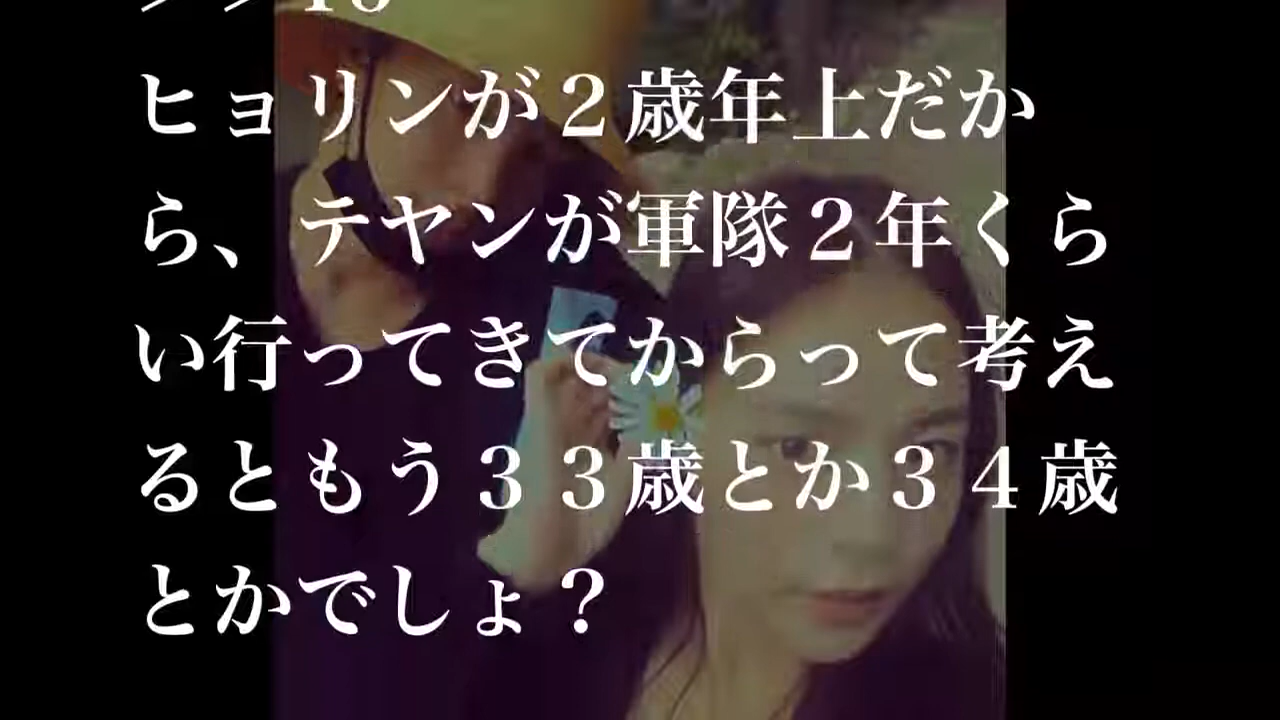 ヒョリンが２歳年上だか
ら、テヤンが軍隊２年くら
い行ってきてからって考え
るともう３３歳とか３４歳
とかでしょ？